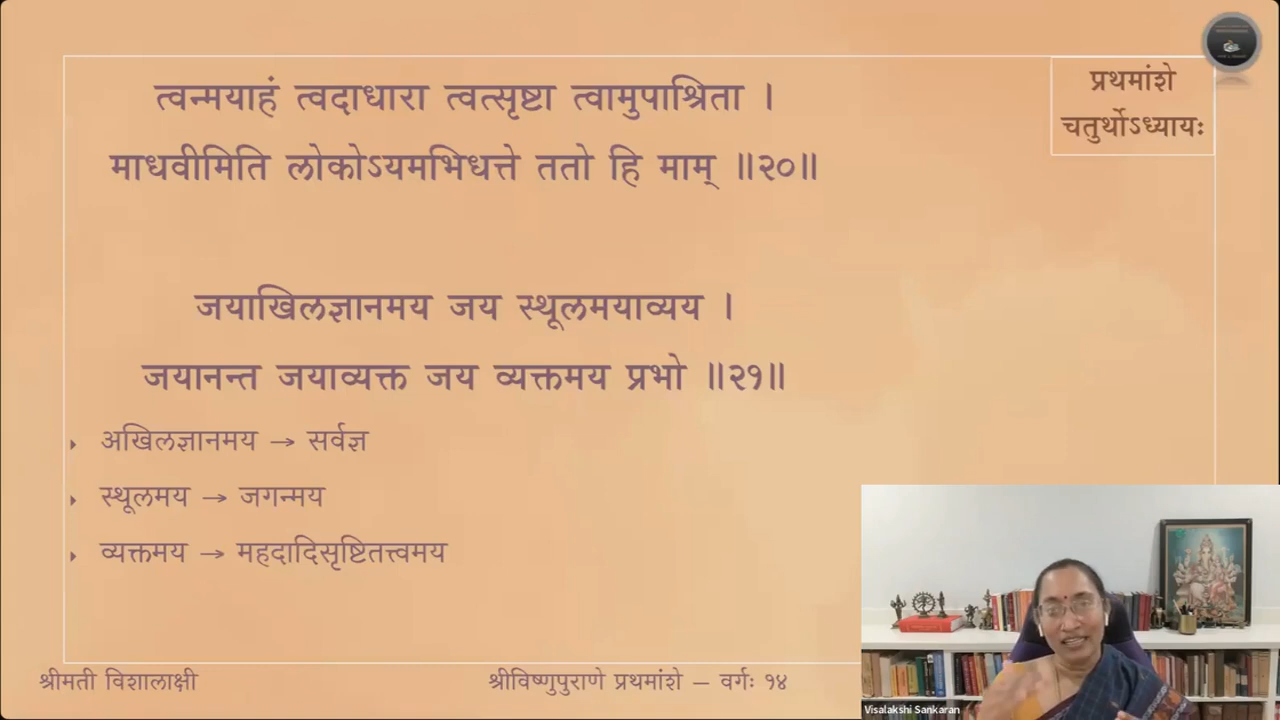 त्वन्मयाहं त्वदाधारा त्वत्सृष्टा त्वामुपाश्रिता ।
माधवीमिति लोकोऽयमभिधत्ते ततो हि माम् ॥२०॥
प्रथमांशे
चतुर्थोऽध्यायः
जयाखिलज्ञानमय जय स्थूलमयाव्यय ।
जयानन्त जयाव्यक्त जय व्यक्तमय प्रभो ॥२१॥
अखिलज्ञानमय → सर्वज्ञ
स्थूलमय → जगन्मय
व्यक्तमय → महदादिसृष्टितत्त्वमय
श्रीमती विशालाक्षी
श्रीविष्णुपुराणे प्रथमांशे – वर्गः १४
Visalakshi Sankaran